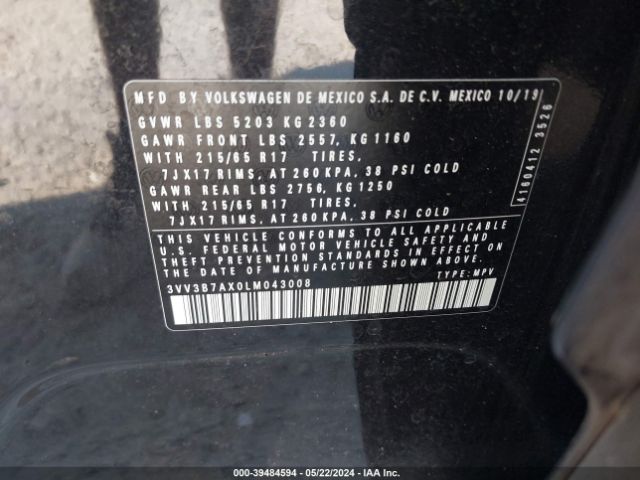 MFD BY VOLKSWAGEN DE MEXICO S.A. DE C.V. MEXICO 10/19
GVWR LBS 5203 KG 2360
GAWR FRONT LBS 2557, KG 1160
WITH 215/65 R17 TIRES,
7JX17 RIMS, AT 260 KPA, 38 PSI COLD
GAWR REAR LBS 2756, KG 1250
WITH 215/65 R17 TIRES,
7JX17 RIMS, AT 260 KPA, 38 PSI COLD
THIS VEHICLE CONFORMS TO ALL APPLICABLE
U.S. FEDERAL MOTOR VEHICLE SAFETY AND
THEFT PREVENTION STANDARDS IN EFFECT ON
THE DATE OF MANUFACTURE SHOWN ABOVE.
3VV3B7AX0LM043008
TYPE: MPV
4160412 3526
000-39484594 - 05/22/2024 - IAA Inc.